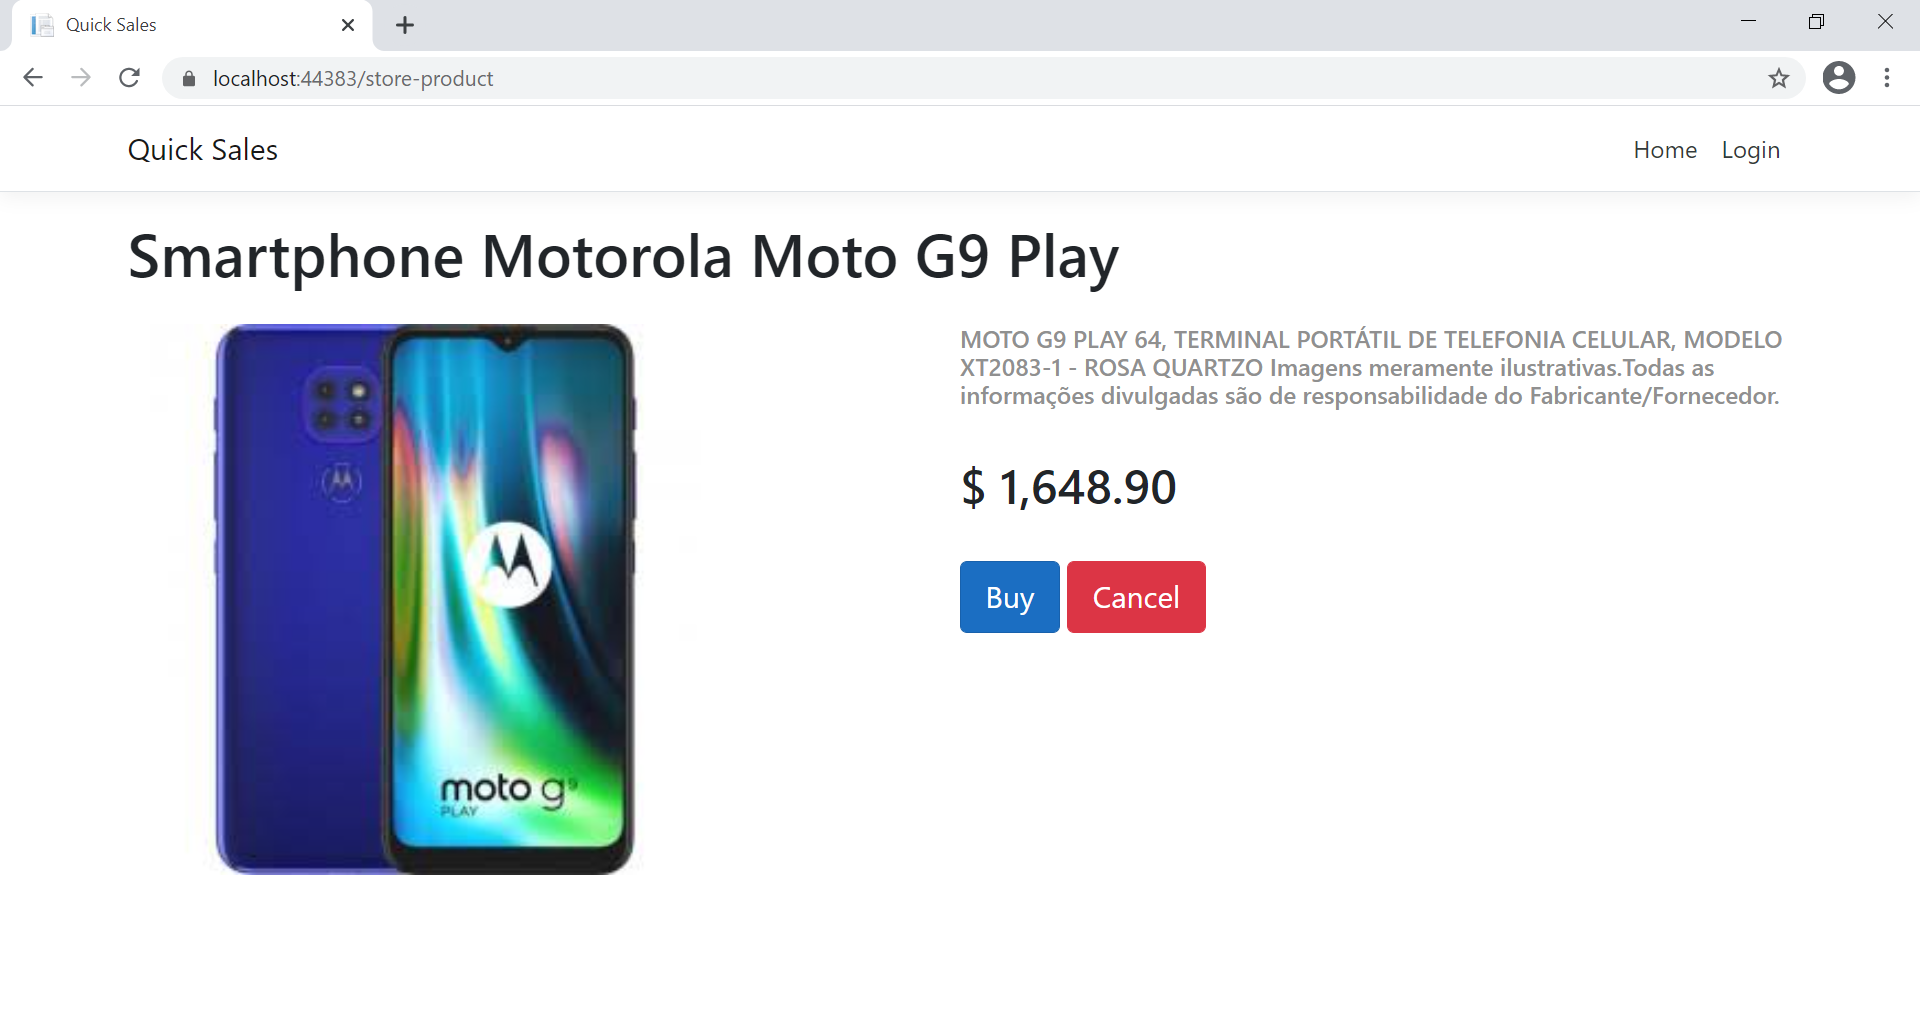 Quick Sales
localhost:44383/store-product
Quick Sales
Home Login
Smartphone Motorola Moto G9 Play
MOTO G9 PLAY 64, TERMINAL PORTÁTIL DE TELEFONIA CELULAR, MODELO
XT2083-1 - ROSA QUARTZO Imagens meramente ilustrativas.Todas as
informações divulgadas são de responsabilidade do Fabricante/Fornecedor.
$ 1,648.90
Buy Cancel
moto g9
PLAY